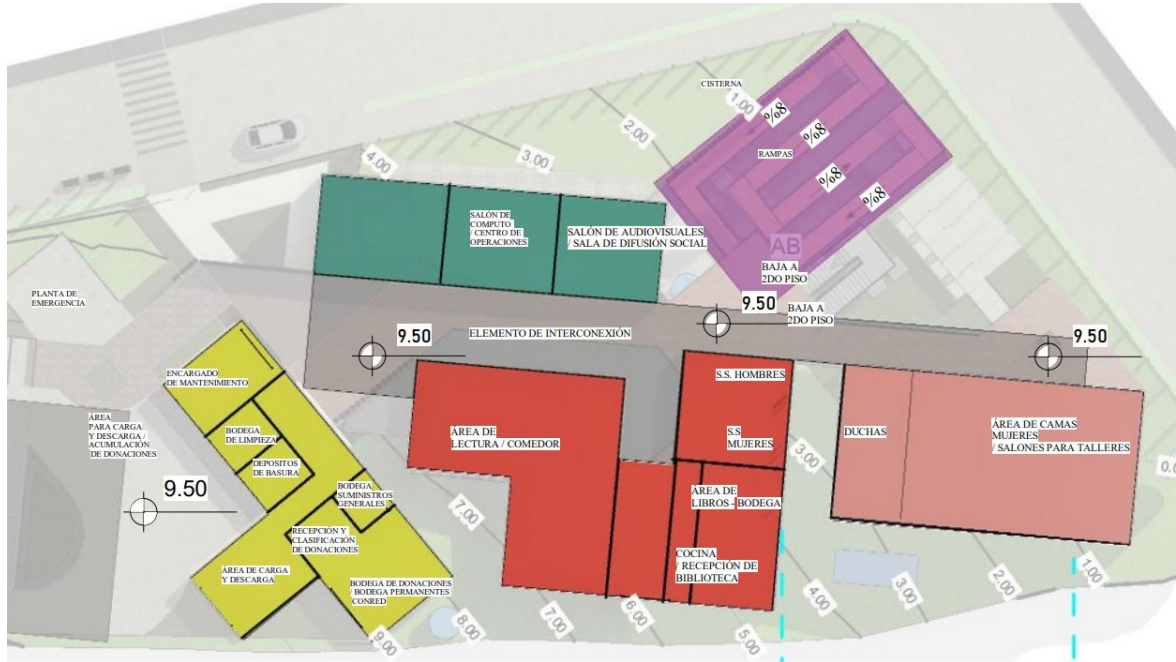 CISTERNA
1.00
%8
%8
2.00
RAMPAS
3.00
%8
4.00
%8
SALÓN DE
COMPUTO
/ CENTRO DE
OPERACIONES
SALÓN DE AUDIOVISUALES
/ SALA DE DIFUSIÓN SOCIAL
AB
BAJA A
2DO PISO
PLANTA DE
EMERGENCIA
9.50
BAJA A
2DO PISO
9.50
ELEMENTO DE INTERCONEXIÓN
9.50
ENCARGADO
DE MANTENIMIENTO
S.S. HOMBRES
ÁREA
PARA CARGA
Y DESCARGA /
ACUMULACIÓN
DE DONACIONES
BODEGA
DE LIMPIEZA
ÁREA DE
LECTURA / COMEDOR
S.S.
MUJERES
DUCHAS
ÁREA DE CAMAS
MUJERES
/ SALONES PARA TALLERES
DEPOSITOS
DE BASURA
3.00
0.0
9.50
BODEGA
SUMINISTROS
GENERALES
ÁREA DE
LIBROS - BODEGA
7.00
RECEPCIÓN Y
CLASIFICACIÓN
DE DONACIONES
ÁREA DE CARGA
Y DESCARGA
COCINA
/ RECEPCIÓN DE
BIBLIOTECA
2.00
1.00
BODEGA DE DONACIONES
/ BODEGA PERMANENTES
CONRED
3.00
4.00
5.00
6.00
7.00
8.00
9.00